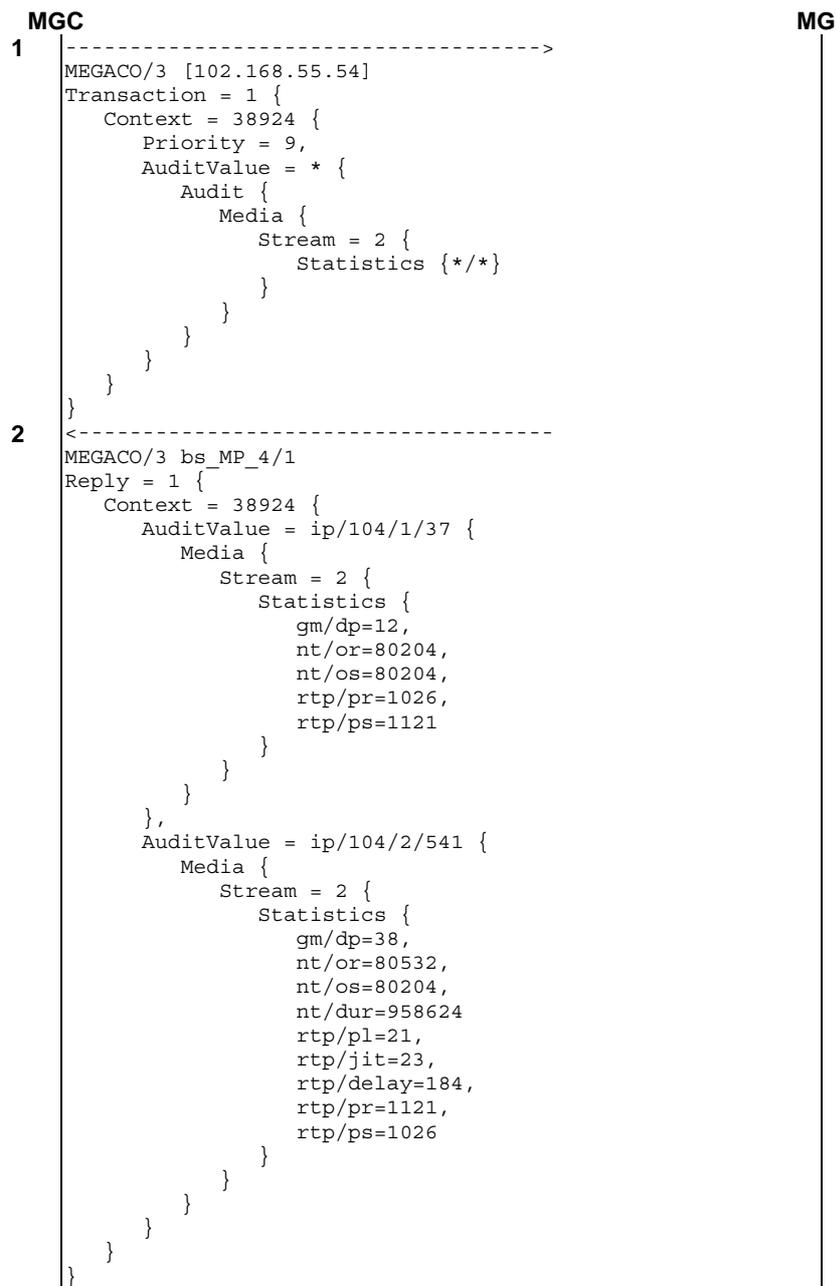 MGC MG
1 ------------------------------------->
MEGACO/3 [102.168.55.54]
Transaction = 1 {
   Context = 38924 {
      Priority = 9,
      AuditValue = * {
         Audit {
            Media {
               Stream = 2 {
                  Statistics {*/*}
               }
            }
         }
      }
   }
}
2 <-------------------------------------
MEGACO/3 bs_MP_4/1
Reply = 1 {
   Context = 38924 {
      AuditValue = ip/104/1/37 {
         Media {
            Stream = 2 {
               Statistics {
                  gm/dp=12,
                  nt/or=80204,
                  nt/os=80204,
                  rtp/pr=1026,
                  rtp/ps=1121
               }
            }
         }
      },
      AuditValue = ip/104/2/541 {
         Media {
            Stream = 2 {
               Statistics {
                  gm/dp=38,
                  nt/or=80532,
                  nt/os=80204,
                  nt/dur=958624
                  rtp/pl=21,
                  rtp/jit=23,
                  rtp/delay=184,
                  rtp/pr=1121,
                  rtp/ps=1026
               }
            }
         }
      }
   }
}